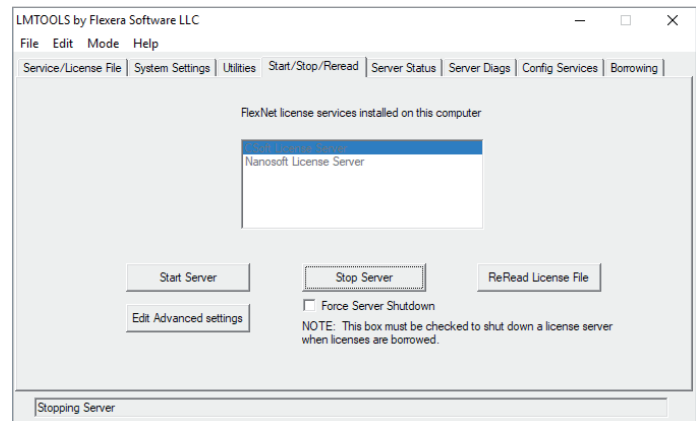 LMTOOLS by Flexera Software LLC
File Edit Mode Help
Service/License File System Settings Utilities Start/Stop/Reread Server Status Server Diags Config Services Borrowing
FlexNet license services installed on this computer
License Server
Nanosoft License Server
Start Server Stop Server ReRead License File
Edit Advanced settings
Force Server Shutdown
NOTE: This box must be checked to shut down a license server
when licenses are borrowed.
Stopping Server